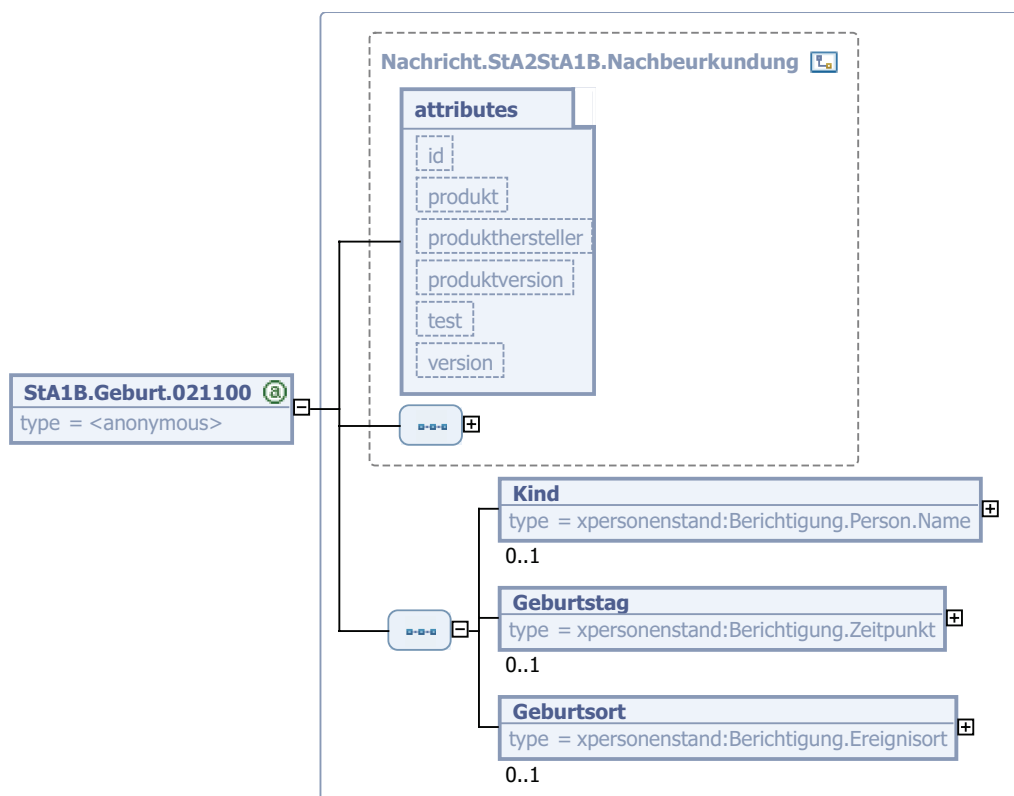 Nachricht.StA2StA1B.Nachbeurkundung
attributes
id
produkt
produkthersteller
produktversion
test
version
StA1B.Geburt.021100
type = <anonymous>
Kind
type = xpersonenstand:Berichtigung.Person.Name
0..1
Geburtstag
type = xpersonenstand:Berichtigung.Zeitpunkt
0..1
Geburtsort
type = xpersonenstand:Berichtigung.Ereignisort
0..1